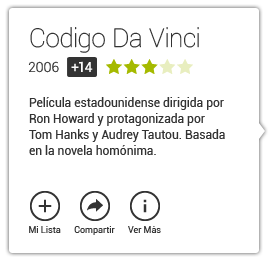 Codigo Da Vinci
2006 +14
Película estadounidense dirigida por
Ron Howard y protagonizada por
Tom Hanks y Audrey Tautou. Basada
en la novela homónima.
Mi Lista Compartir Ver Más